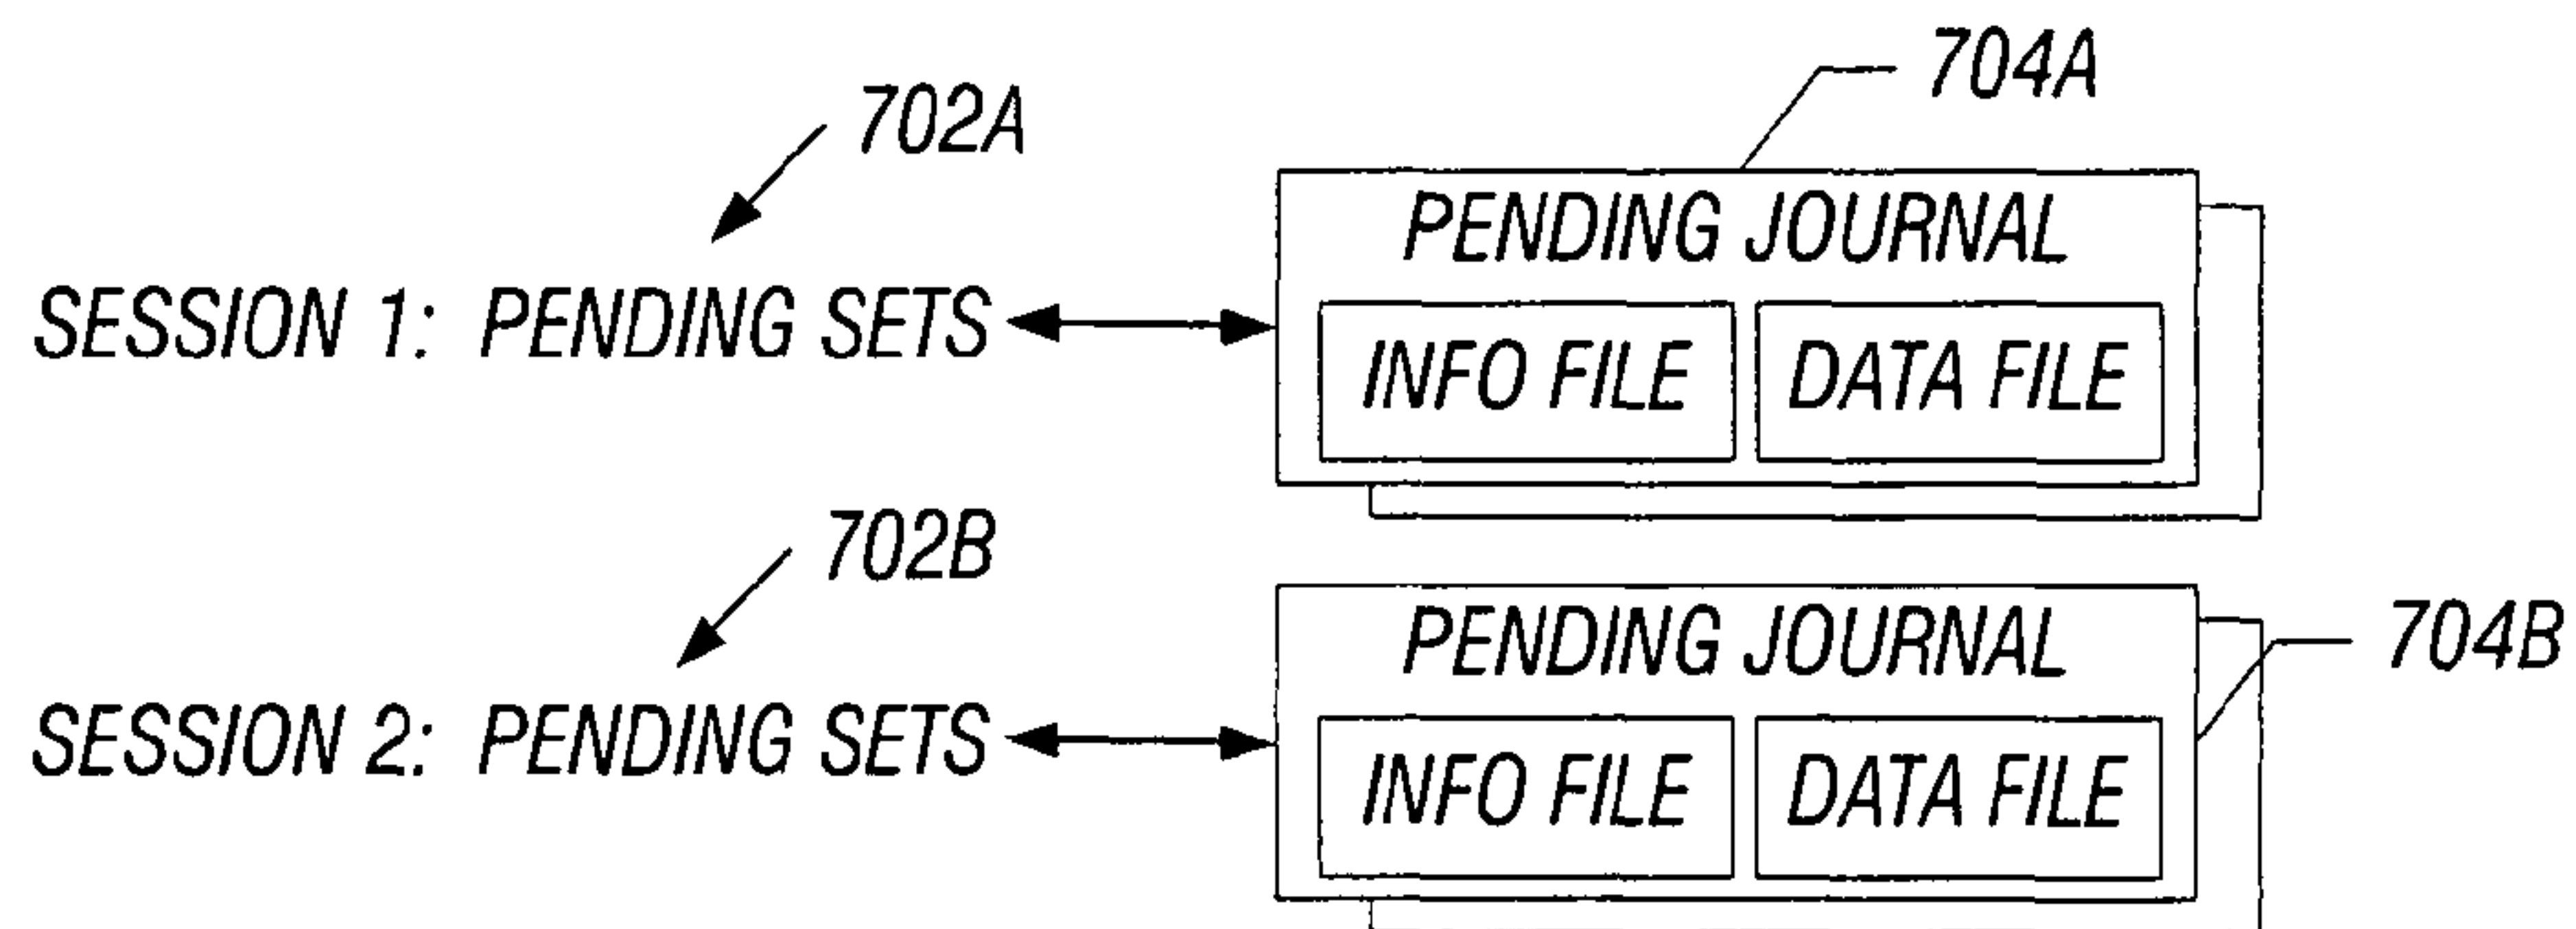 704A
702A
PENDING JOURNAL
SESSION 1: PENDING SETS
INFO FILE DATA FILE
702B
PENDING JOURNAL
704B
SESSION 2: PENDING SETS
INFO FILE DATA FILE